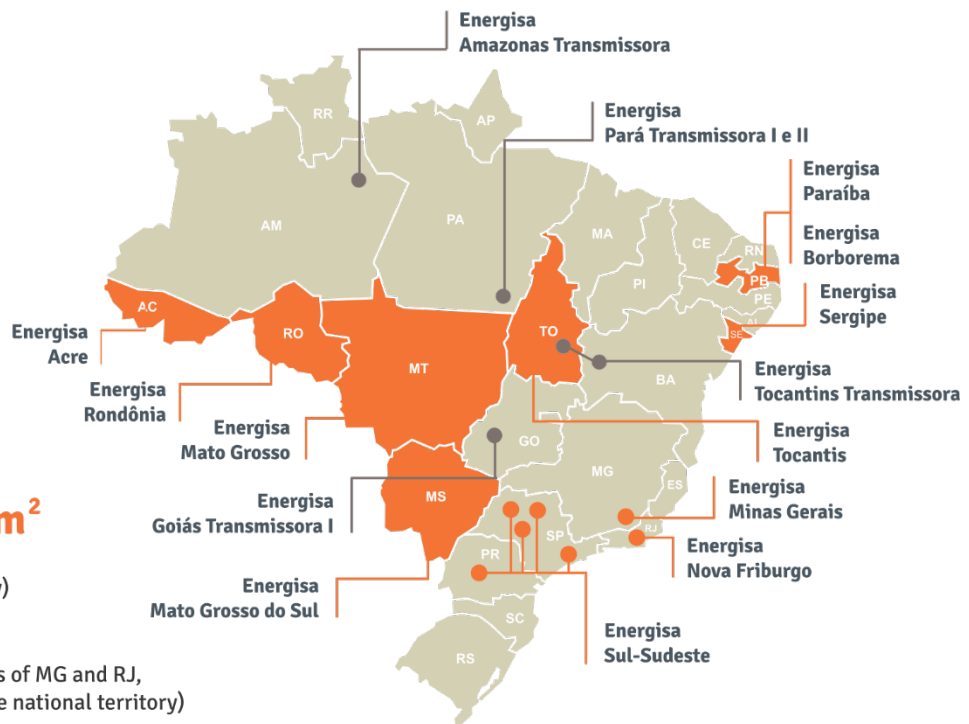 Energisa
Amazonas Transmissora
Energisa
Pará Transmissora I e II
Energisa
Paraíba
Energisa
Borborema
Energisa
Sergipe
Energisa
Tocantins Transmissora
Energisa
Tocantis
Energisa
Minas Gerais
Energisa
Nova Friburgo
Energisa
Sul-Sudeste
Energisa
Acre
Energisa
Rondônia
Energisa
Mato Grosso
Energisa
Goiás Transmissora I
Energisa
Mato Grosso do Sul
RR
AP
AM
PA
MA
CE
RN
PB
PE
PI
AL
SE
AC
RO
MT
TO
BA
GO
MG
ES
MS
SP
RJ
PR
SC
RS
m²
)
s of MG and RJ,
e national territory)